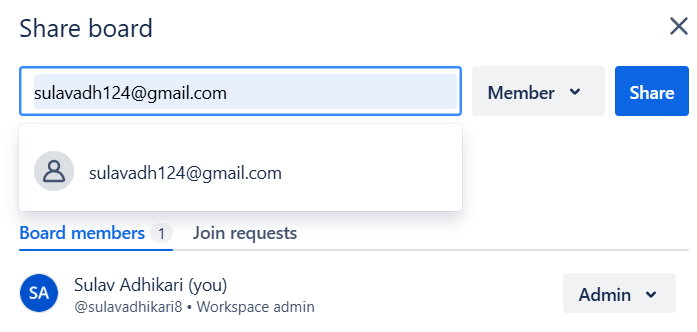 Share board
sulavadh124@gmail.com Member Share
sulavadh124@gmail.com
Board members 1 Join requests
SA Sulav Adhikari (you) Admin
@sulavadhikari8 • Workspace admin